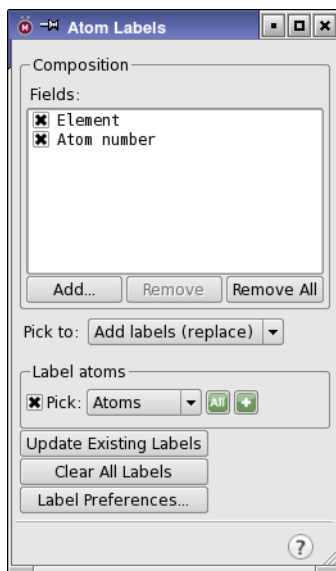 Atom Labels
Composition
Fields:
Element
Atom number
Add... Remove Remove All
Pick to: Add labels (replace)
Label atoms
Pick: Atoms All +
Update Existing Labels
Clear All Labels
Label Preferences...
?